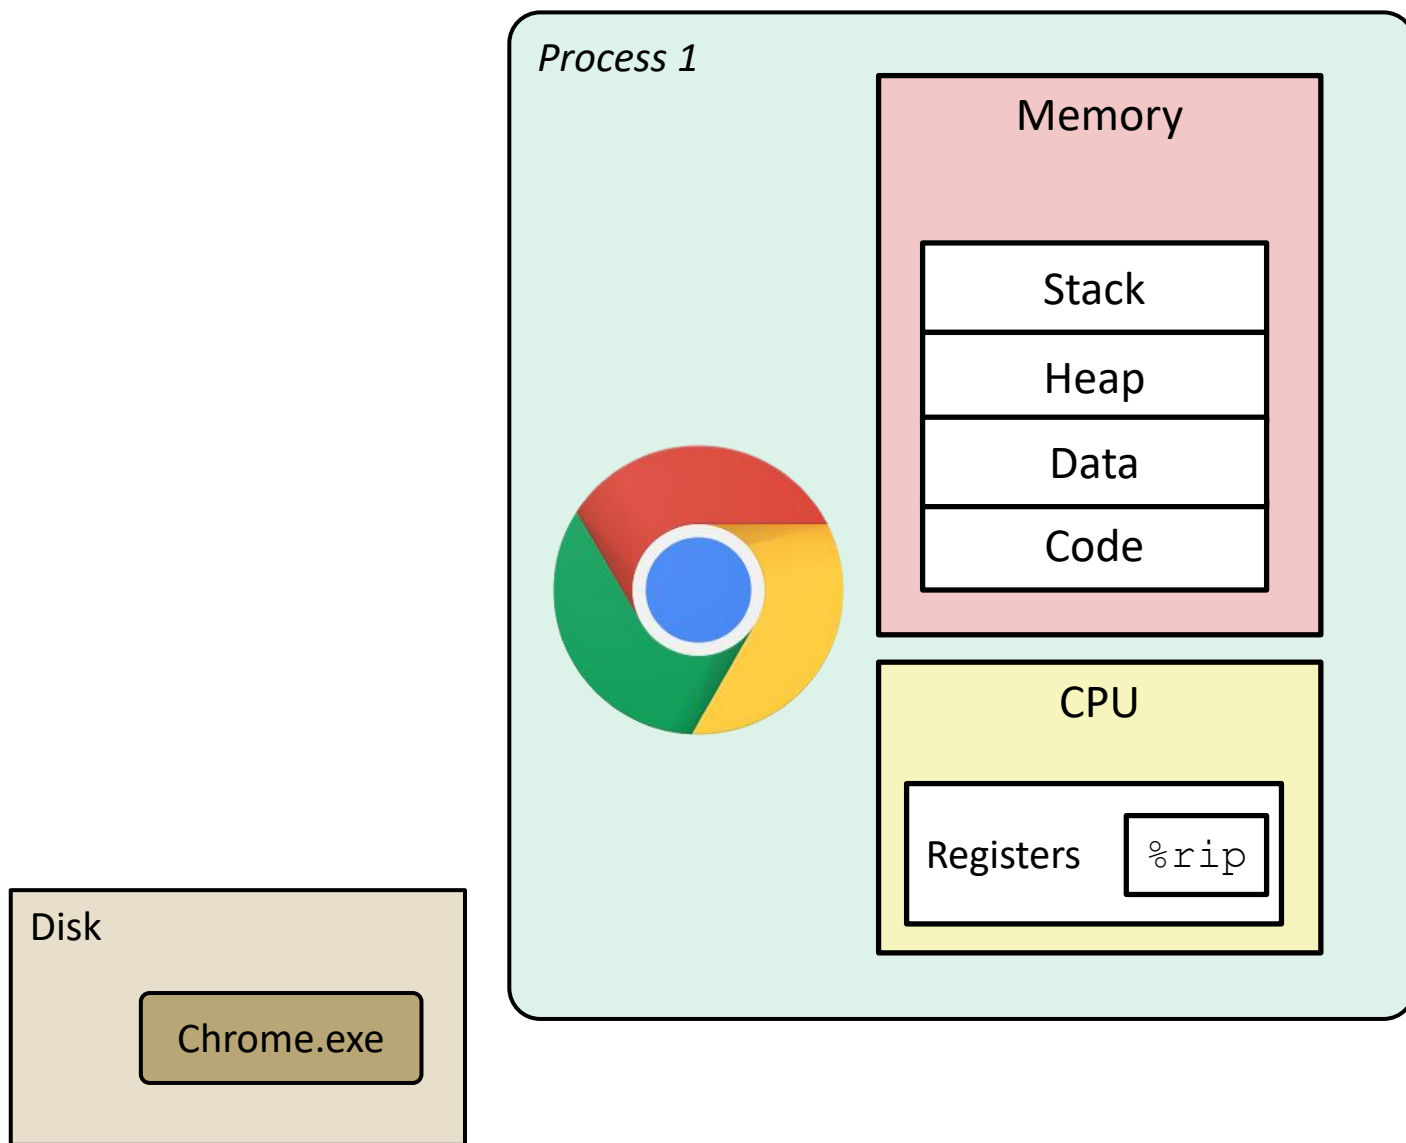 Process 1
Memory
Stack
Heap
Data
Code
CPU
Registers %rip
Disk
Chrome.exe